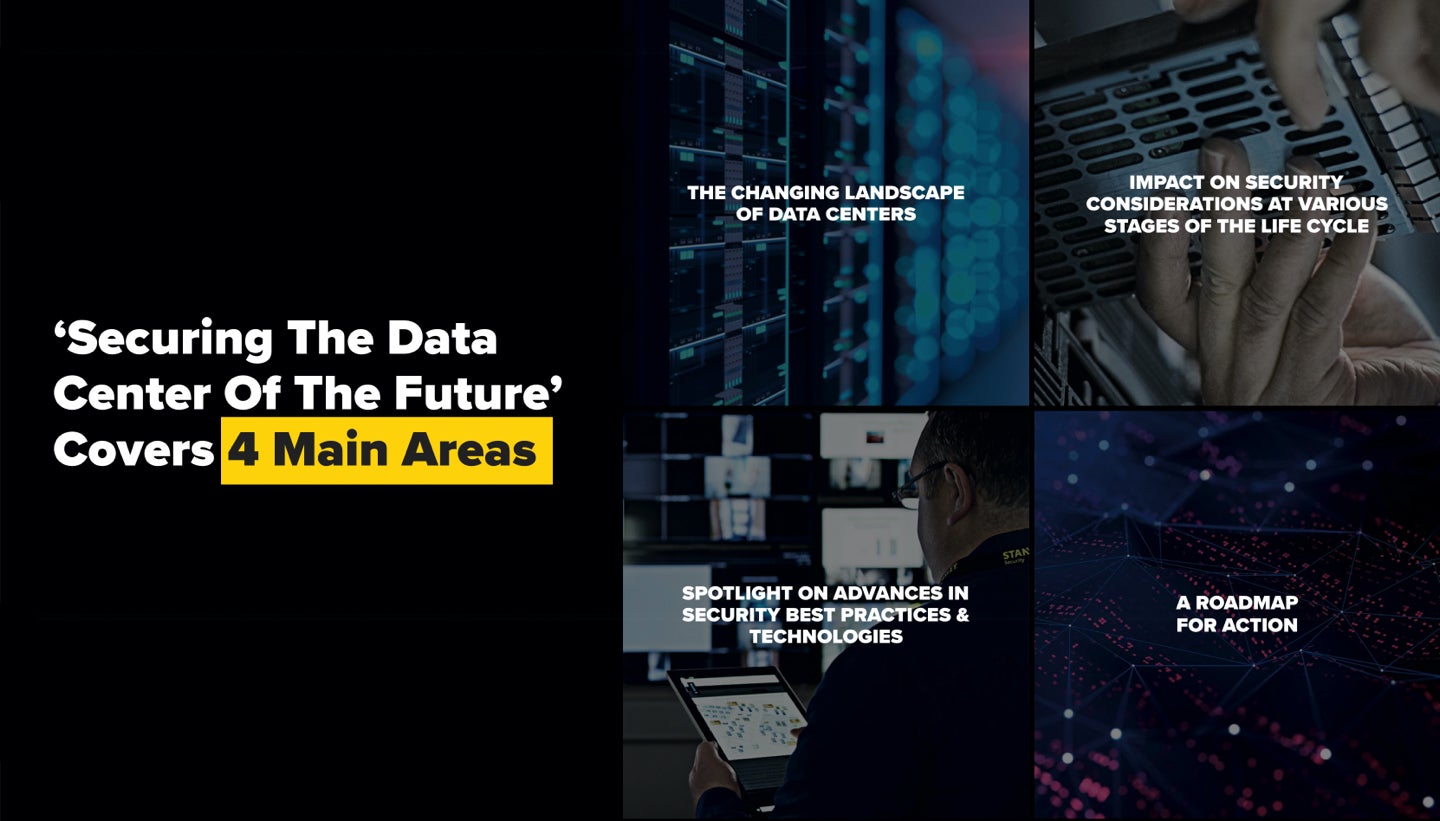 ‘Securing The Data
Center Of The Future’
Covers 4 Main Areas
THE CHANGING LANDSCAPE
OF DATA CENTERS
IMPACT ON SECURITY
CONSIDERATIONS AT VARIOUS
STAGES OF THE LIFE CYCLE
SPOTLIGHT ON ADVANCES IN
SECURITY BEST PRACTICES &
TECHNOLOGIES
A ROADMAP
FOR ACTION
STAN
Security